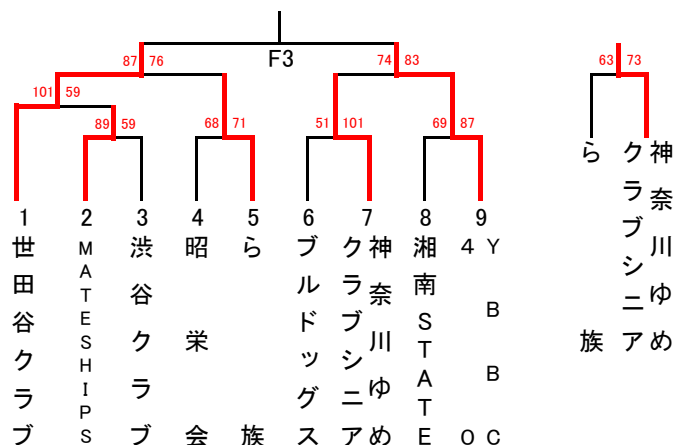 F3
87 76
74 83
63 73
101 59
89 59
68 71
51 101
69 87
1 2 3 4 5 6 7 8 9
世田谷クラブ
MATESHIPS
渋谷クラブ
昭栄会
ら族
ブルドッグス
神奈川ゆめ
クラブシニア
湘南STATE
YBBC
40
ら族
神奈川ゆめ
クラブシニア